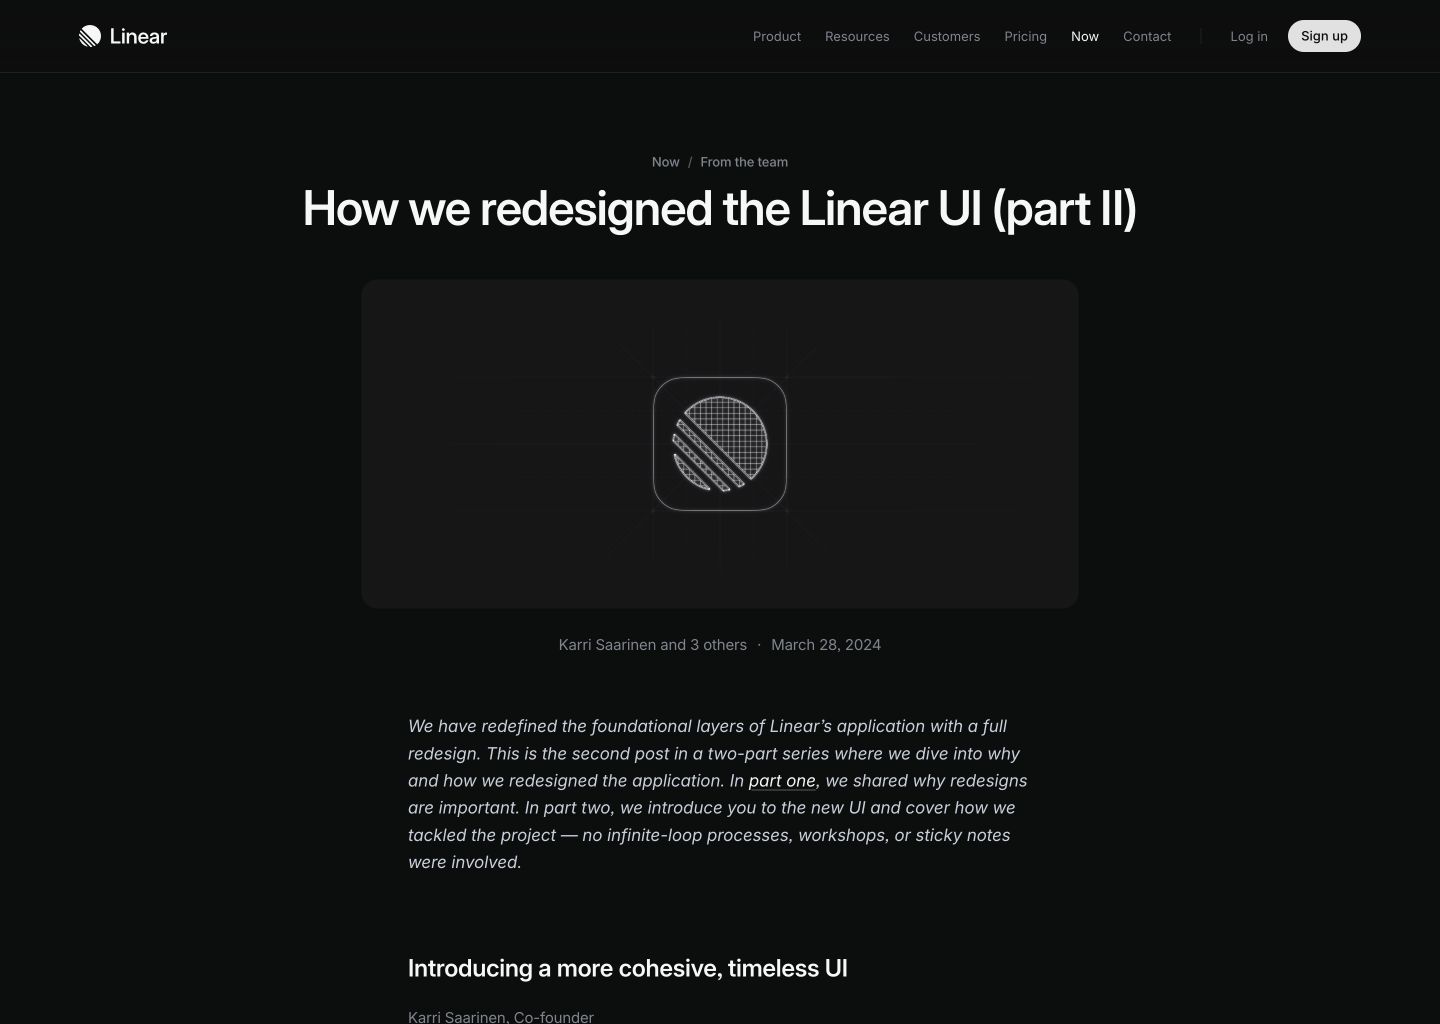 Linear
Product
Resources
Customers
Pricing
Now
Contact
Log in
Sign up
Now / From the team
How we redesigned the Linear UI (part II)
Karri Saarinen and 3 others · March 28, 2024
We have redefined the foundational layers of Linear’s application with a full
redesign. This is the second post in a two-part series where we dive into why
and how we redesigned the application. In part one, we shared why redesigns
are important. In part two, we introduce you to the new UI and cover how we
tackled the project — no infinite-loop processes, workshops, or sticky notes
were involved.
Introducing a more cohesive, timeless UI
Karri Saarinen, Co-founder